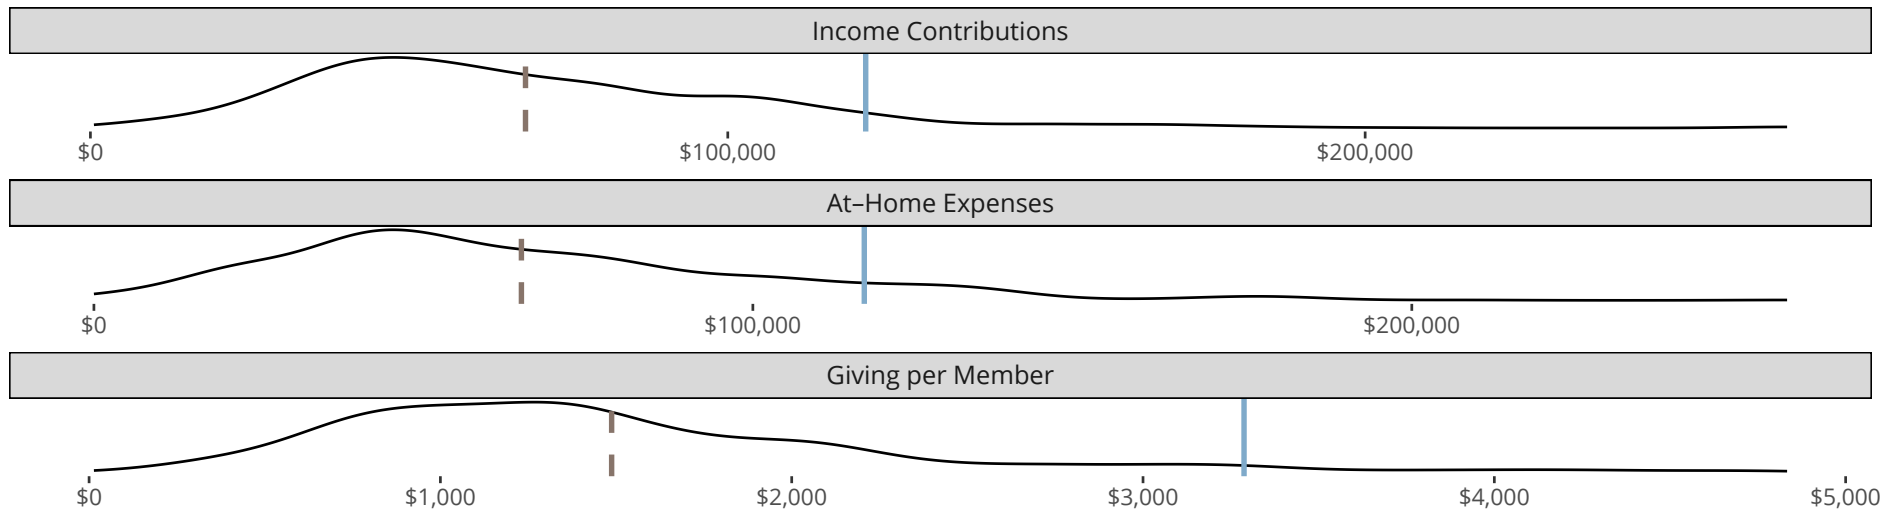 Income Contributions
$0 $100,000 $200,000
At–Home Expenses
$0 $100,000 $200,000
Giving per Member
$0 $1,000 $2,000 $3,000 $4,000 $5,000